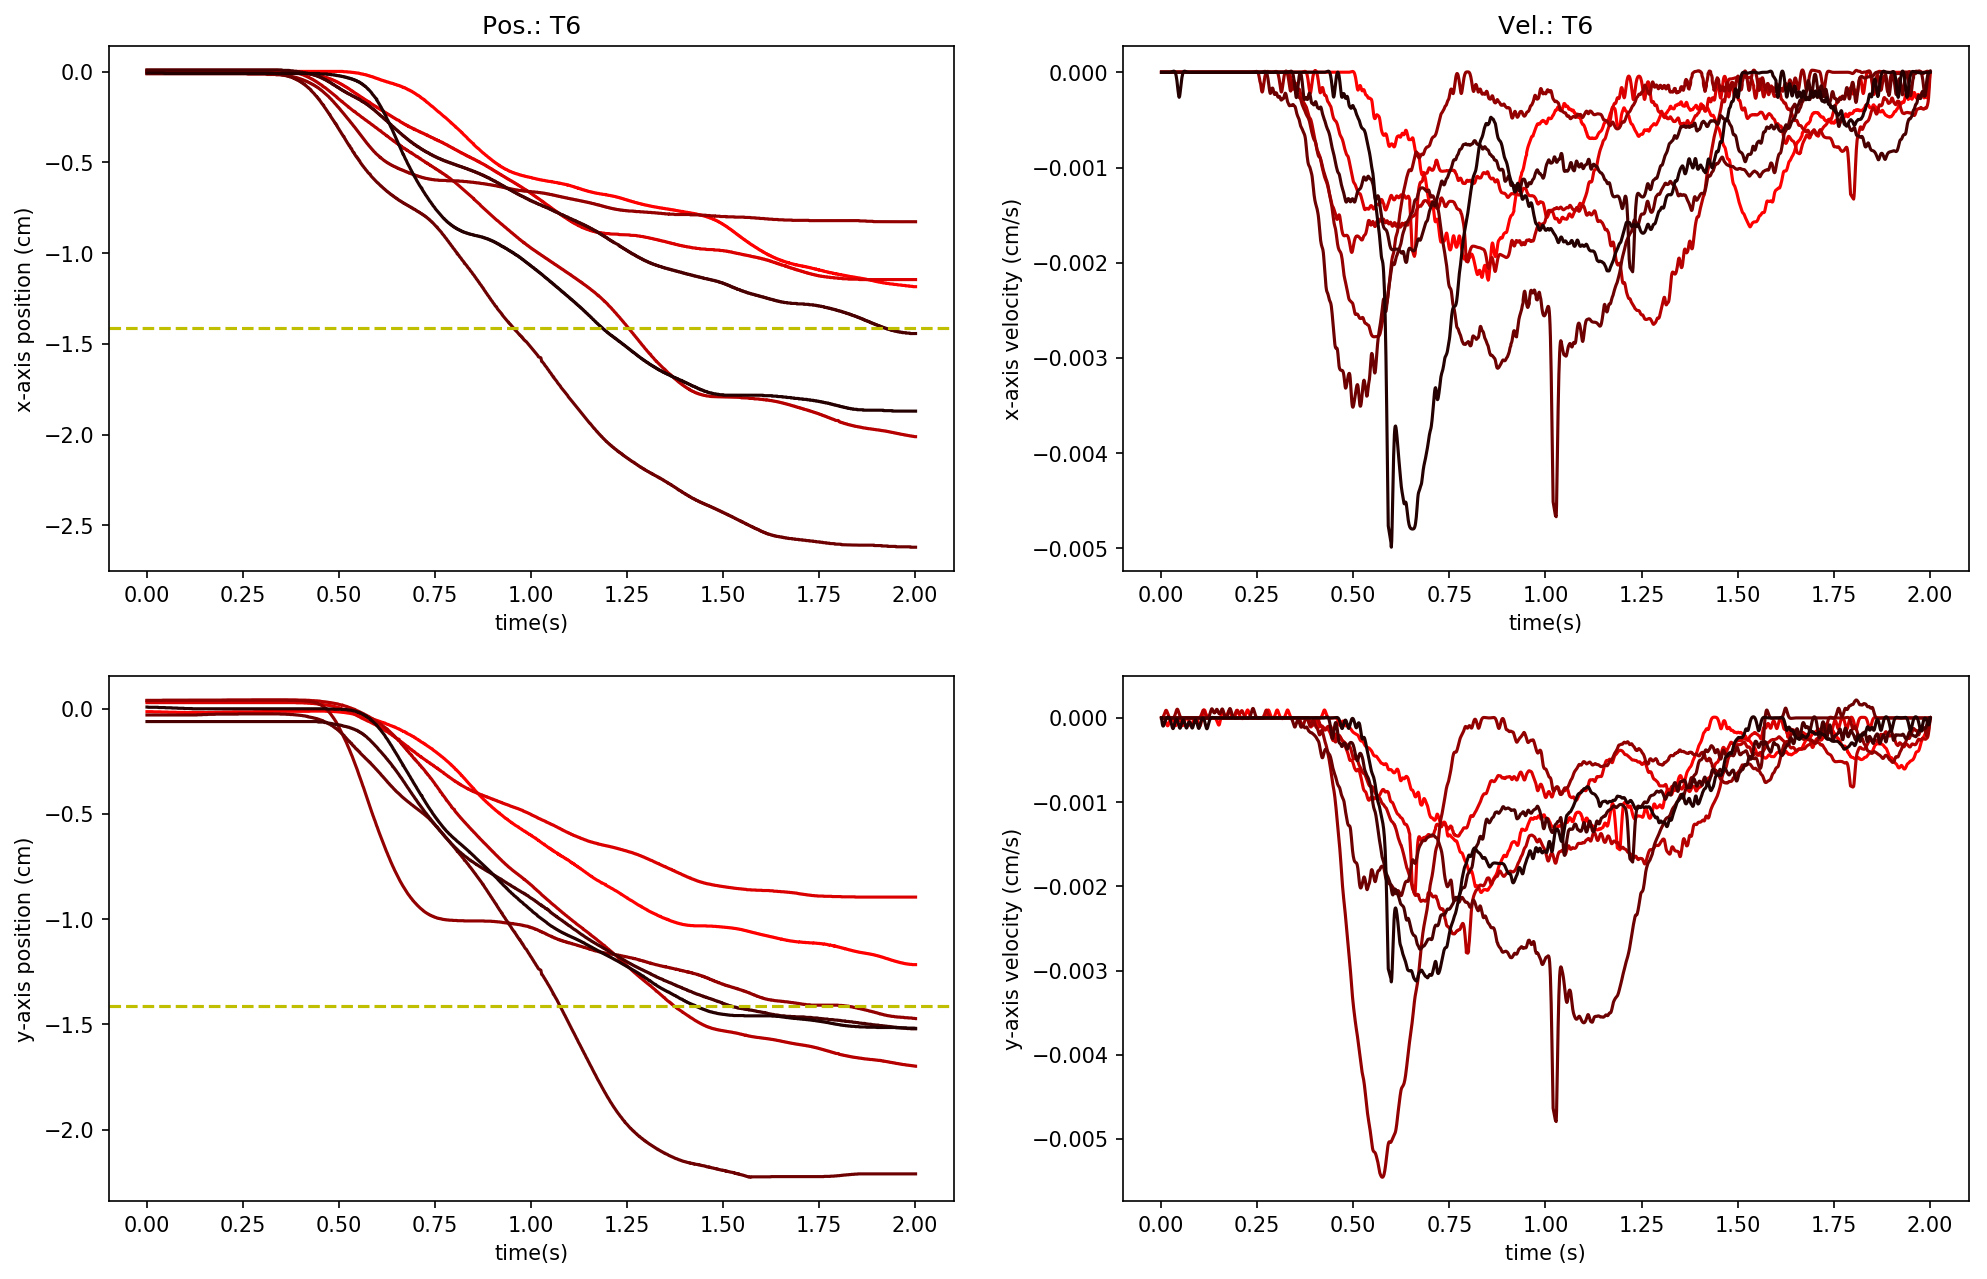 Pos.: T6
Vel.: T6
x-axis position (cm)
0.0
−0.5
−1.0
−1.5
−2.0
−2.5
0.00 0.25 0.50 0.75 1.00 1.25 1.50 1.75 2.00
time(s)
x-axis velocity (cm/s)
0.000
−0.001
−0.002
−0.003
−0.004
−0.005
0.00 0.25 0.50 0.75 1.00 1.25 1.50 1.75 2.00
time(s)
y-axis position (cm)
0.0
−0.5
−1.0
−1.5
−2.0
0.00 0.25 0.50 0.75 1.00 1.25 1.50 1.75 2.00
time(s)
y-axis velocity (cm/s)
0.000
−0.001
−0.002
−0.003
−0.004
−0.005
0.00 0.25 0.50 0.75 1.00 1.25 1.50 1.75 2.00
time (s)